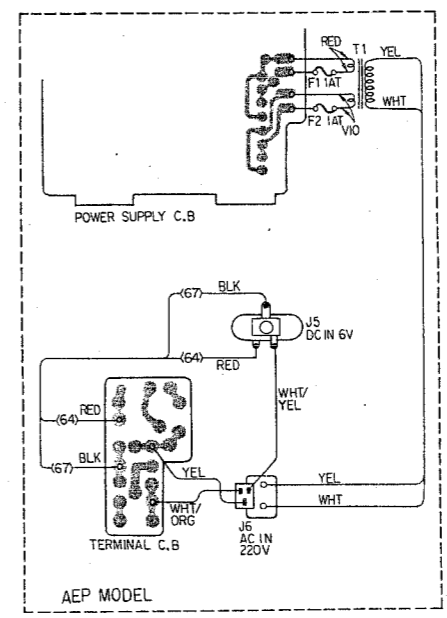 RED
T1
YEL
F1 1AT
WHT
F2 1AT
VIO
POWER SUPPLY C.B
(67)
BLK
J5
DC IN 6V
(64)
RED
WHT/
YEL
RED
(64)
BLK
(67)
YEL
YEL
WHT
WHT/
ORG
J6
AC IN
220V
TERMINAL C.B
AEP MODEL